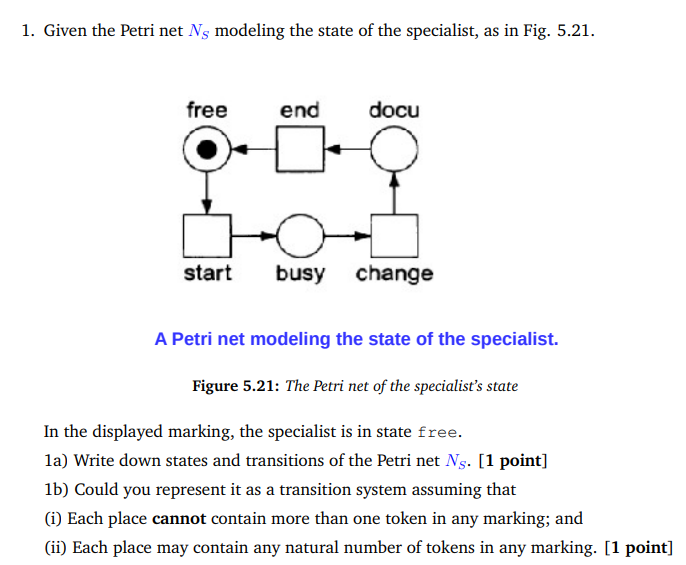 1. Given the Petri net N_S modeling the state of the specialist, as in Fig. 5.21.
free end docu
start busy change
A Petri net modeling the state of the specialist.
Figure 5.21: The Petri net of the specialist's state
In the displayed marking, the specialist is in state free.
1a) Write down states and transitions of the Petri net N_S. [1 point]
1b) Could you represent it as a transition system assuming that
(i) Each place cannot contain more than one token in any marking; and
(ii) Each place may contain any natural number of tokens in any marking. [1 point]